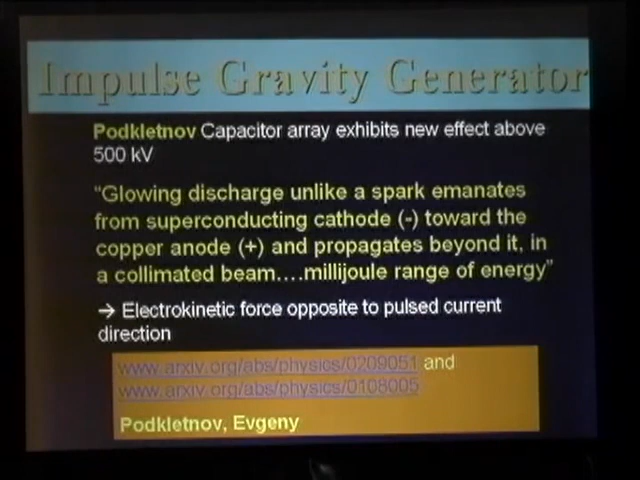 Impulse Gravity Generator
Podkletnov Capacitor array exhibits new effect above
500 kV
"Glowing discharge unlike a spark emanates
from superconducting cathode (-) toward the
copper anode (+) and propagates beyond it, in
a collimated beam....millijoule range of energy"
→ Electrokinetic force opposite to pulsed current
direction
www.arxiv.org/abs/physics/0209051 and
www.arxiv.org/abs/physics/0108005
Podkletnov, Evgeny